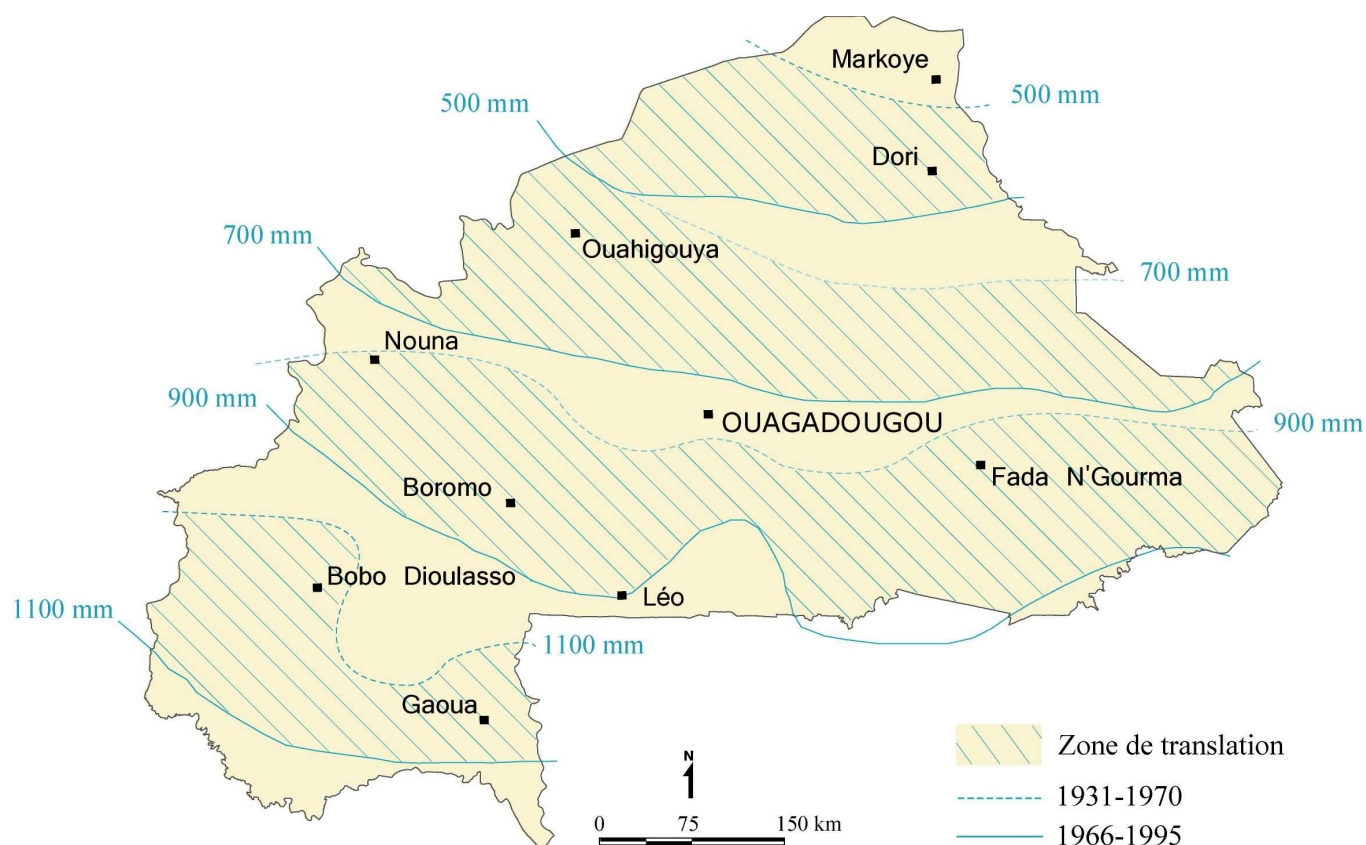 Markoye
500 mm
500 mm
Dori
Ouahigouya
700 mm
700 mm
Nouna
900 mm
OUAGADOUGOU
900 mm
Fada N'Gourma
Boromo
Bobo Dioulasso
Léo
1100 mm
1100 mm
Gaoua
N
0 75 150 km
Zone de translation
1931-1970
1966-1995